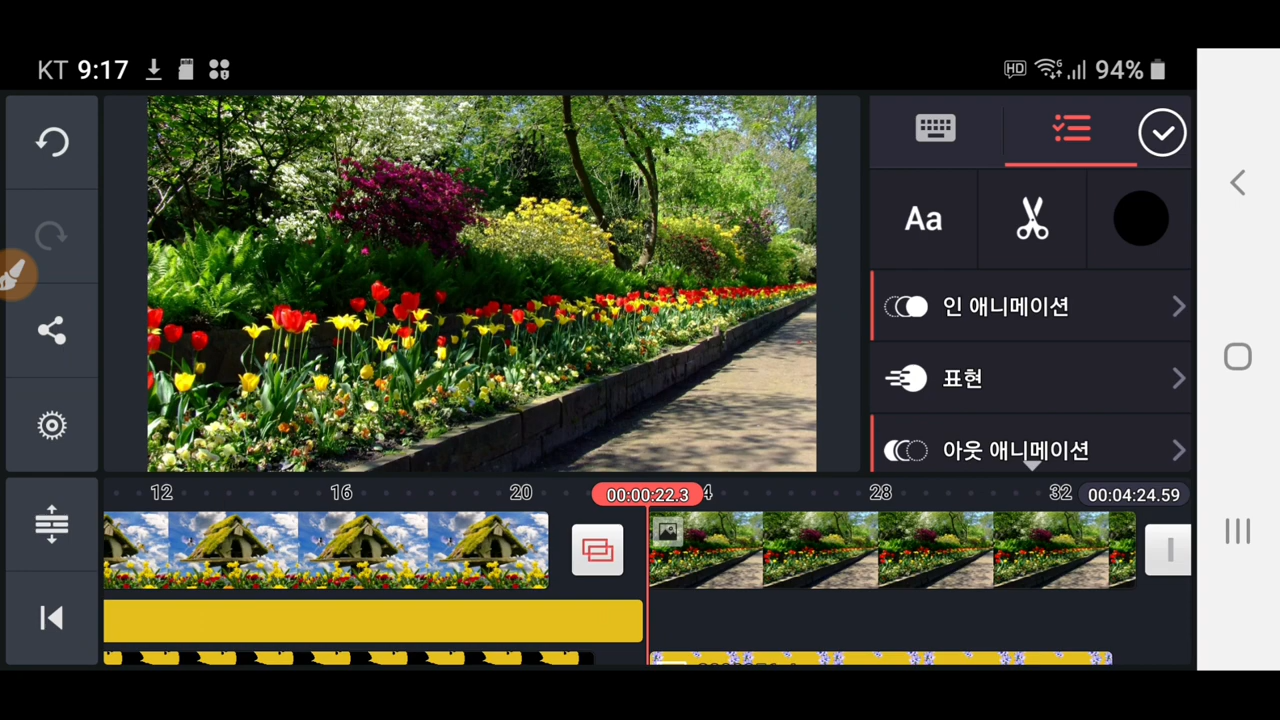 KT 9:17
HD 94%
Aa
인 애니메이션
표현
아웃 애니메이션
12 16 20 00:00:22.3 4 28 32 00:04:24.59